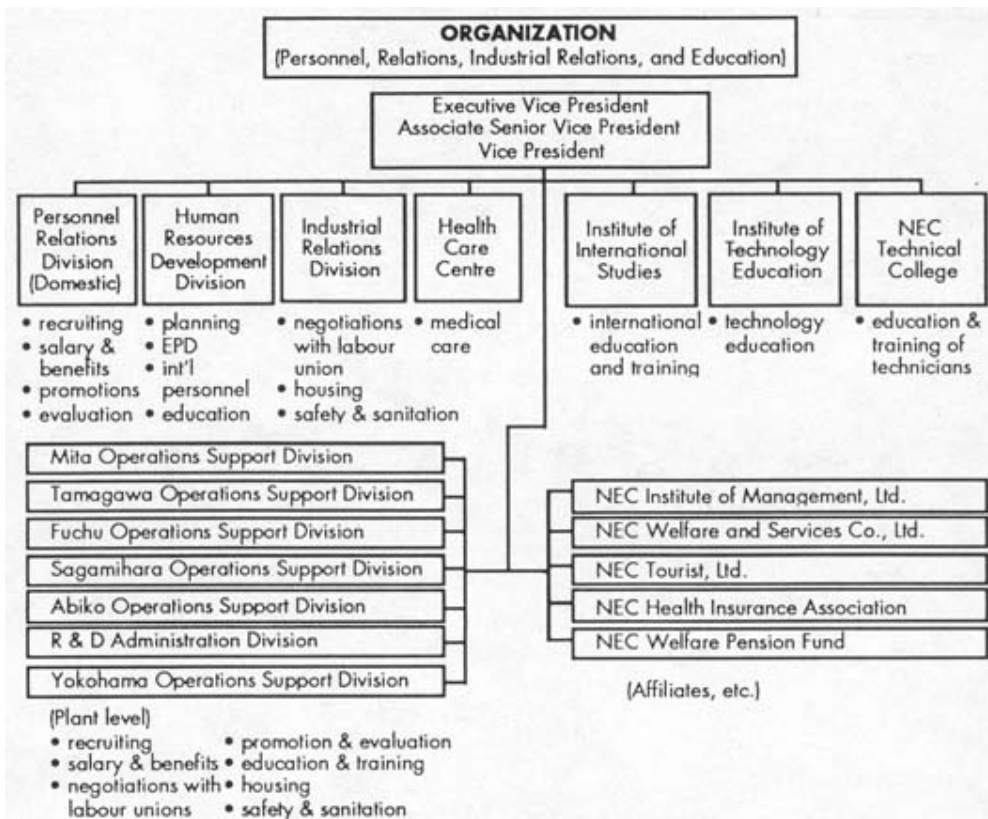 ORGANIZATION
(Personnel, Relations, Industrial Relations, and Education)
Executive Vice President
Associate Senior Vice President
Vice President
Personnel
Relations
Division
(Domestic)
Human
Resources
Development
Division
Industrial
Relations
Division
Health
Care
Centre
Institute of
International
Studies
Institute of
Technology
Education
NEC
Technical
College
• recruiting
• salary &
benefits
• promotions
• evaluation
• planning
• EPD
• int'l
personnel
• education
• negotiations
with labour
union
• housing
• safety & sanitation
• medical
care
• international
education
and training
• technology
education
• education &
training of
technicians
Mita Operations Support Division
Tamagawa Operations Support Division
Fuchu Operations Support Division
Sagamihara Operations Support Division
Abiko Operations Support Division
R & D Administration Division
Yokohama Operations Support Division
(Plant level)
• recruiting
• salary & benefits
• negotiations with
labour unions
• promotion & evaluation
• education & training
• housing
• safety & sanitation
NEC Institute of Management, Ltd.
NEC Welfare and Services Co., Ltd.
NEC Tourist, Ltd.
NEC Health Insurance Association
NEC Welfare Pension Fund
(Affiliates, etc.)